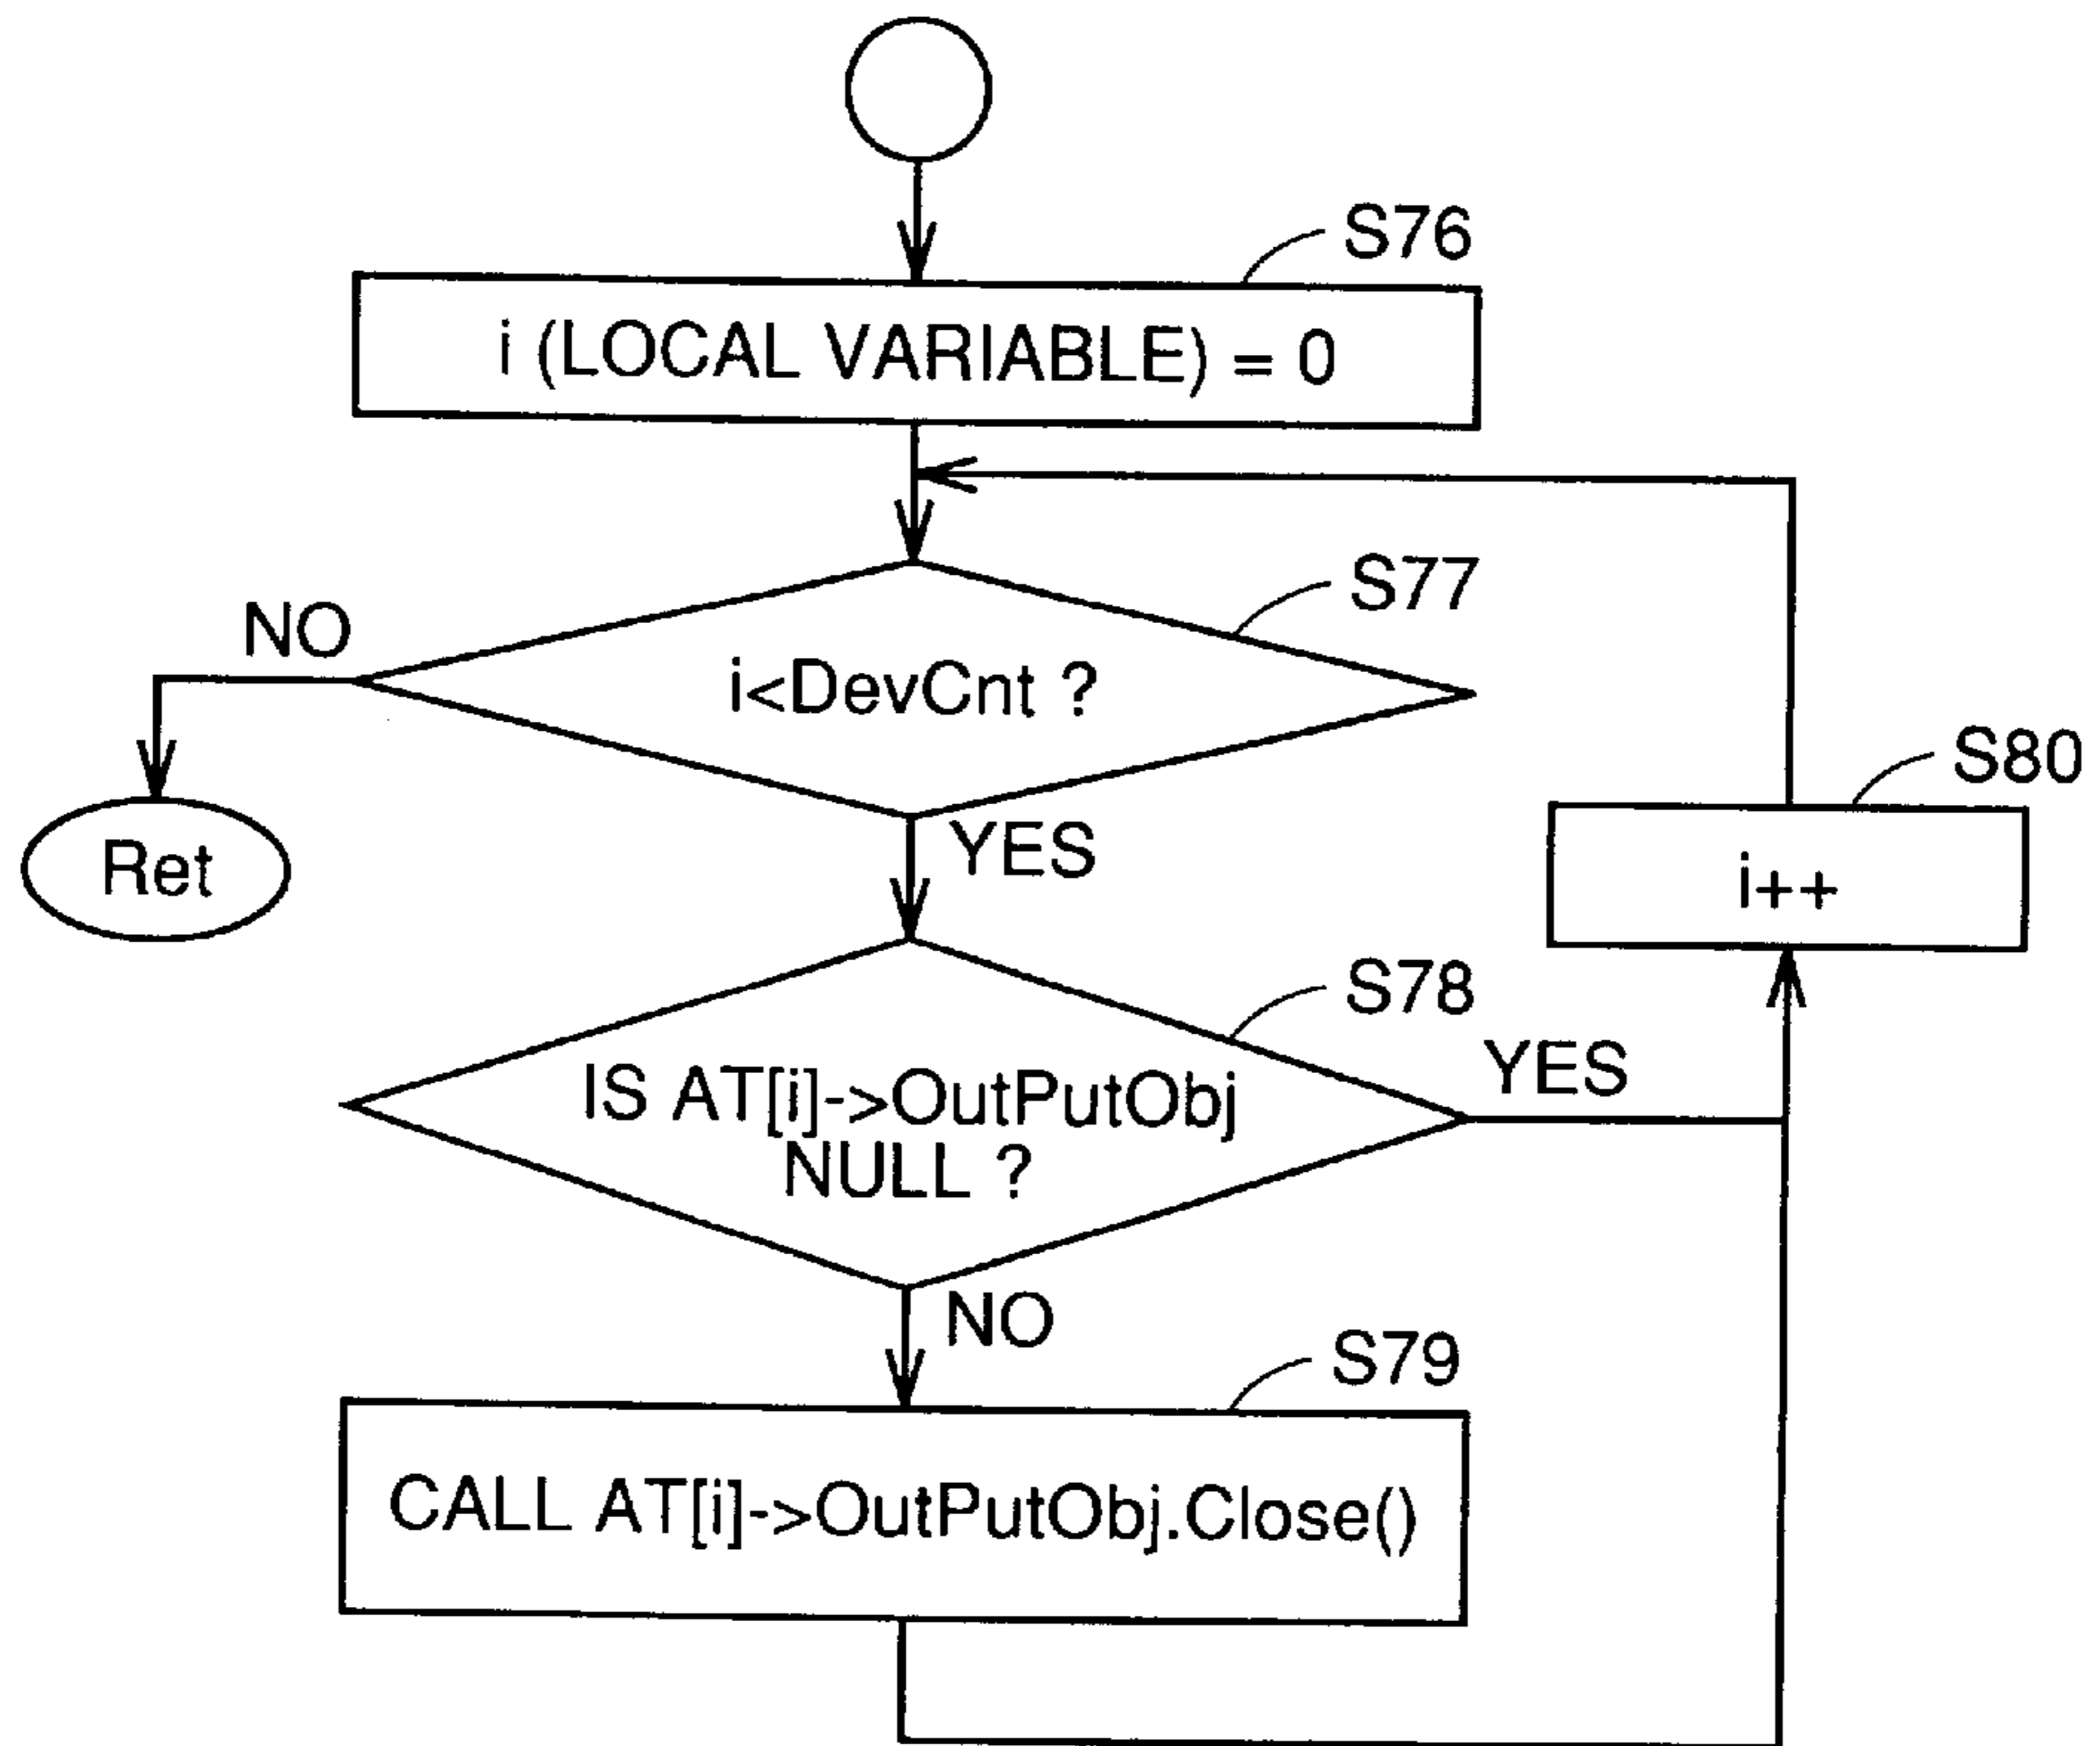 S76
i (LOCAL VARIABLE) = 0
S77
NO
i<DevCnt ?
S80
Ret
YES
i++
S78
YES
IS AT[i]->OutPutObj
NULL ?
NO
S79
CALL AT[i]->OutPutObj.Close()